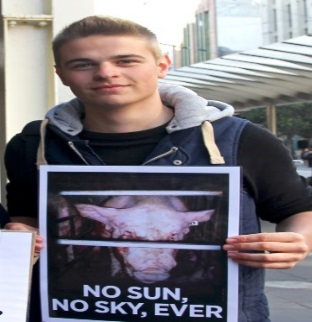 NO SUN,
NO SKY, EVER